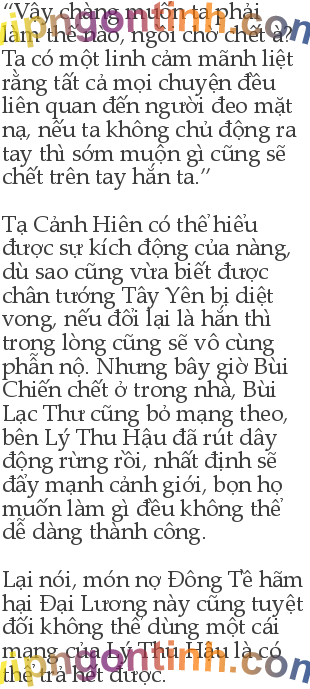 “Vậy chàng muốn ta phải
làm thế nào, ngồi chờ chết à?
Ta có một linh cảm mãnh liệt
rằng tất cả mọi chuyện đều
liên quan đến người đeo mặt
nạ, nếu ta không chủ động ra
tay thì sớm muộn gì cũng sẽ
chết trên tay hắn ta.”
Tạ Cảnh Hiên có thể hiểu
được sự kích động của nàng,
dù sao cũng vừa biết được
chân tướng Tây Yên bị diệt
vong, nếu đổi lại là hắn thì
trong lòng cũng sẽ vô cùng
phẫn nộ. Nhưng bây giờ Bùi
Chiến chết ở trong nhà, Bùi
Lạc Thư cũng bỏ mạng theo,
bên Lý Thu Hậu đã rút dây
động rừng rồi, nhất định sẽ
đẩy mạnh cảnh giới, bọn họ
muốn làm gì đều không thể
dễ dàng thành công.
Lại nói, món nợ Đông Tề hãm
hại Đại Lương này cũng tuyệt
đối không thể dùng một cái
mạng của Lý Thu Hậu là có
thể trả hết được.
vipngontinh.com
vipngontinh.com